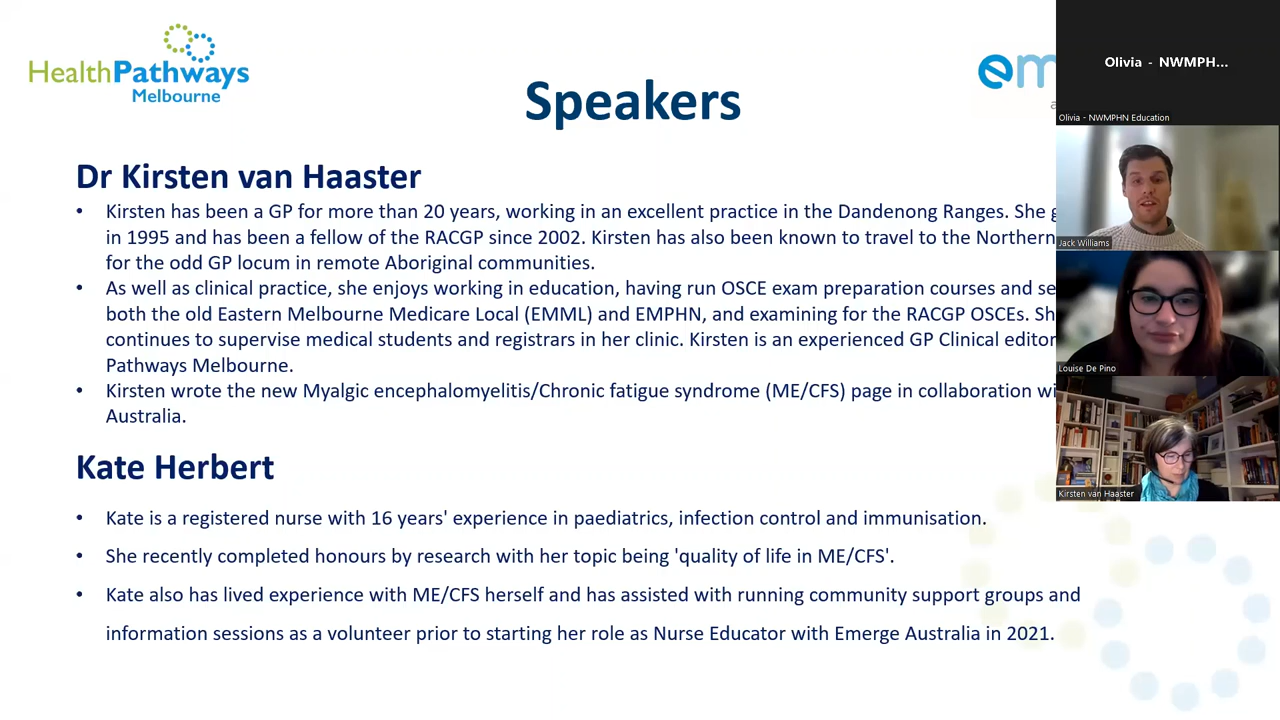 HealthPathways
Melbourne
Speakers
em
Dr Kirsten van Haaster
• Kirsten has been a GP for more than 20 years, working in an excellent practice in the Dandenong Ranges. She
in 1995 and has been a fellow of the RACGP since 2002. Kirsten has also been known to travel to the Northern
for the odd GP locum in remote Aboriginal communities.
• As well as clinical practice, she enjoys working in education, having run OSCE exam preparation courses and
both the old Eastern Melbourne Medicare Local (EMML) and EMPHN, and examining for the RACGP OSCEs.
continues to supervise medical students and registrars in her clinic. Kirsten is an experienced GP Clinical editor
Pathways Melbourne.
• Kirsten wrote the new Myalgic encephalomyelitis/Chronic fatigue syndrome (ME/CFS) page in collaboration
Australia.
Kate Herbert
• Kate is a registered nurse with 16 years' experience in paediatrics, infection control and immunisation.
• She recently completed honours by research with her topic being 'quality of life in ME/CFS'.
• Kate also has lived experience with ME/CFS herself and has assisted with running community support groups and
information sessions as a volunteer prior to starting her role as Nurse Educator with Emerge Australia in 2021.
Olivia - NWMPH...
Olivia - NWMPHN Education
Jack Williams
Louise De Pino
Kirsten van Haaster